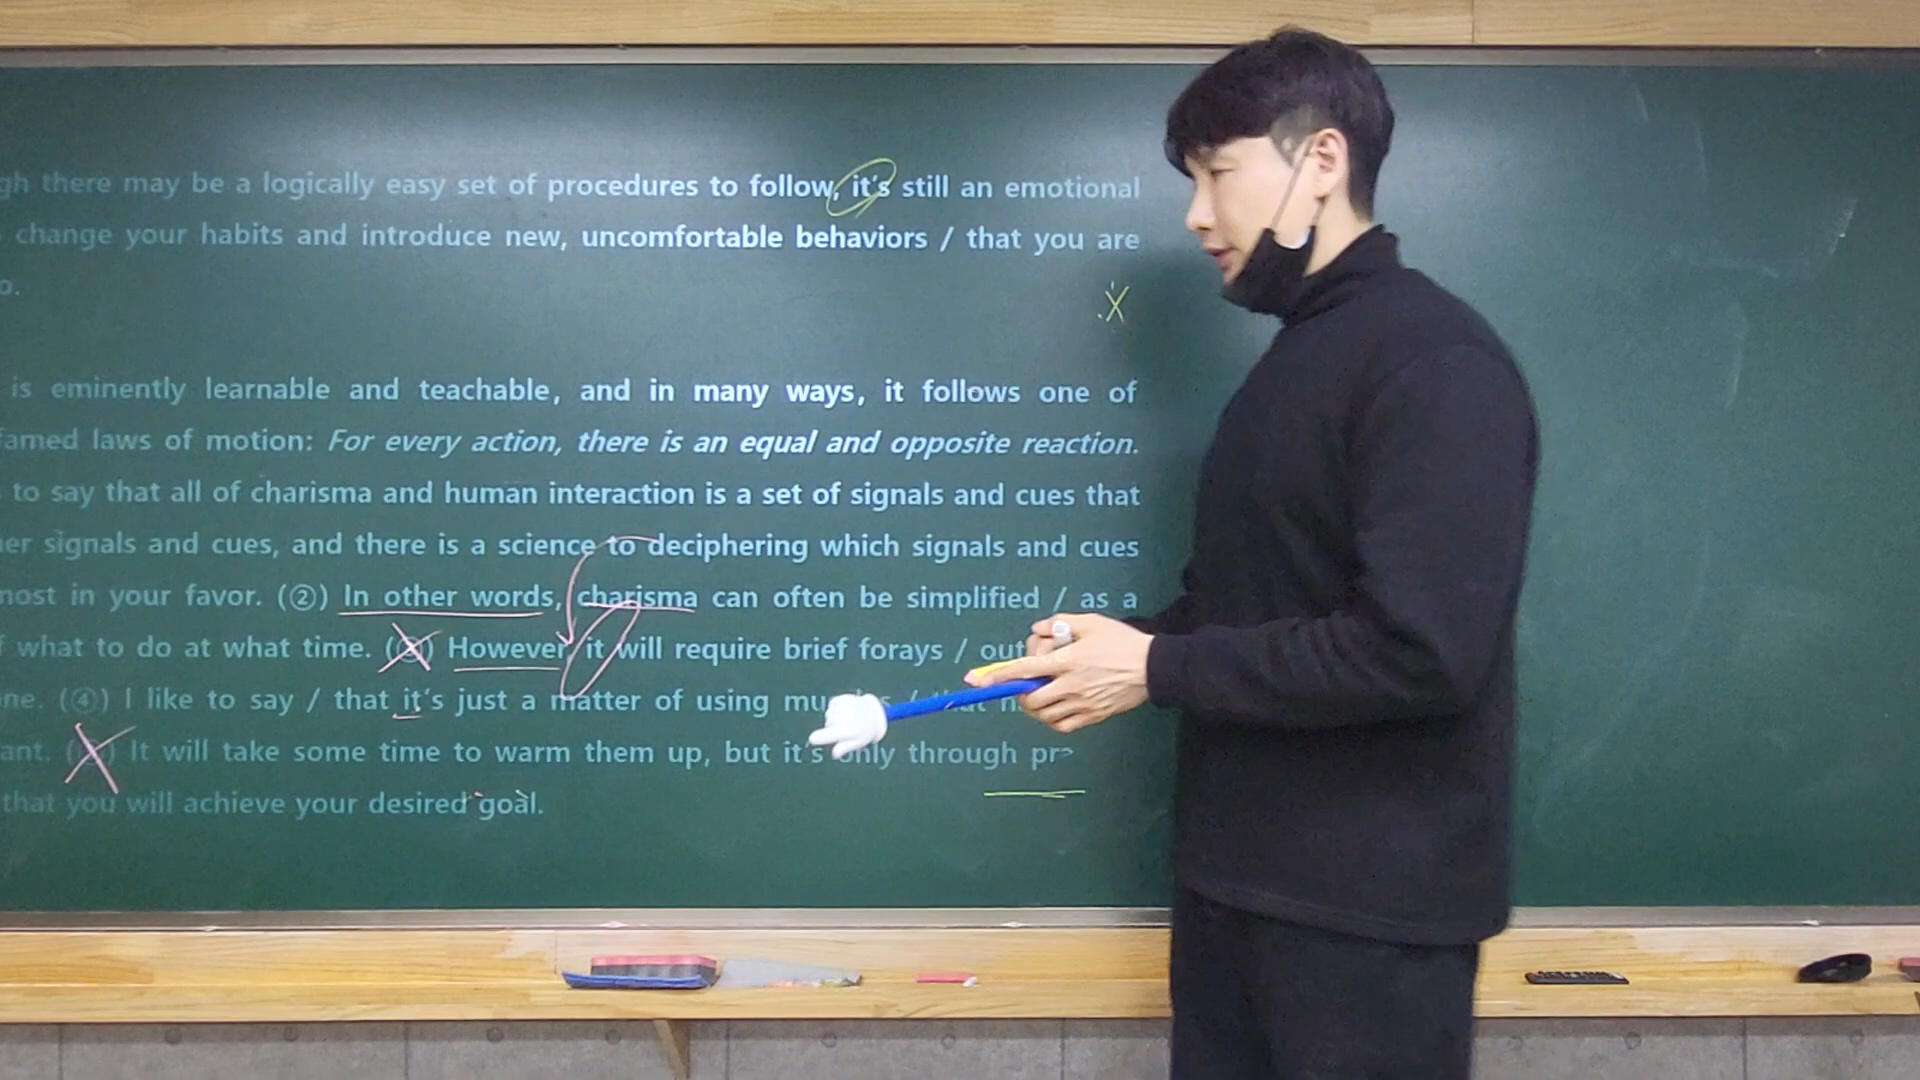 gh there may be a logically easy set of procedures to follow, it's still an emotional
change your habits and introduce new, uncomfortable behaviors / that you are
o.
X
is eminently learnable and teachable, and in many ways, it follows one of
famed laws of motion: For every action, there is an equal and opposite reaction.
to say that all of charisma and human interaction is a set of signals and cues that
her signals and cues, and there is a science to deciphering which signals and cues
most in your favor. (②) In other words, charisma can often be simplified / as a
f what to do at what time. However, it will require brief forays / out
ne. (④) I like to say / that it's just a matter of using
ant. It will take some time to warm them up, but it's only through
that you will achieve your desired goal.